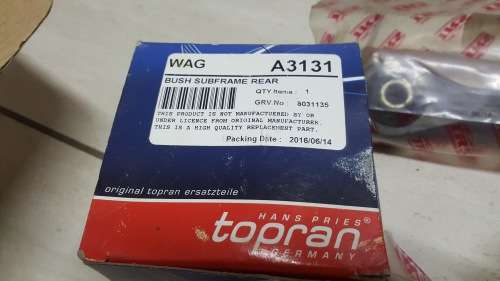 WAG A3131
BUSH SUBFRAME REAR
QTY.Items : 1
GRV.No 8031135
THIS PRODUCT IS NOT MANUFACTUERED BY OR
UNDER LICENCE FROM ORIGINAL MANUFACTURER.
THIS IS A HIGH QUALITY REPLACEMENT PART.
Packing Date : 2016/06/14
original topran ersatzteile
HANS PRIES®
topran
GERMANY